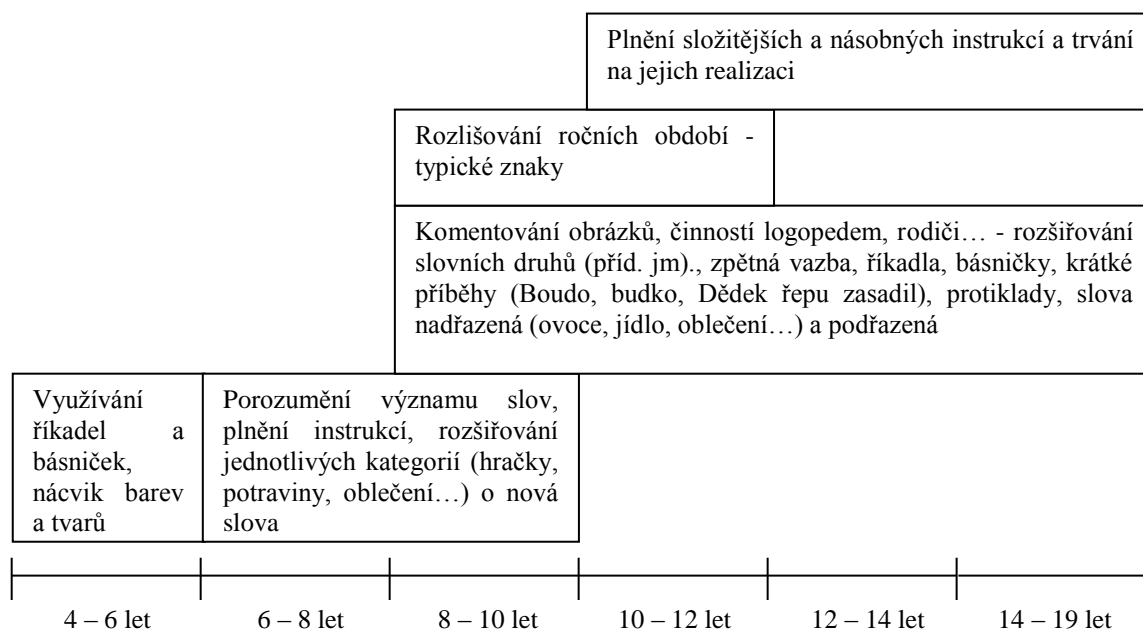 Plnění složitějších a násobných instrukcí a trvání
na jejich realizaci
Rozlišování ročních období -
typické znaky
Komentování obrázků, činností logopedem, rodiči… - rozšiřování
slovních druhů (příd. jm)., zpětná vazba, říkadla, básničky, krátké
příběhy (Boudo, budko, Dědek řepu zasadil), protiklady, slova
nadřazená (ovoce, jídlo, oblečení…) a podřazená
Využívání
říkadel a
básniček,
nácvik barev
a tvarů
Porozumění významu slov,
plnění instrukcí, rozšiřování
jednotlivých kategorií (hračky,
potraviny, oblečení…) o nová
slova
4 – 6 let
6 – 8 let
8 – 10 let
10 – 12 let
12 – 14 let
14 – 19 let